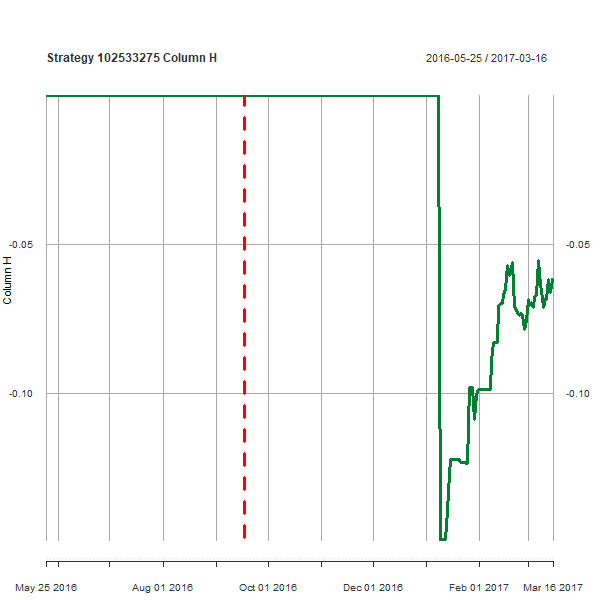 Strategy 102533275 Column H 2016-05-25 / 2017-03-16
-0.05 -0.05
Column H
-0.10 -0.10
May 25 2016 Aug 01 2016 Oct 01 2016 Dec 01 2016 Feb 01 2017 Mar 16 2017